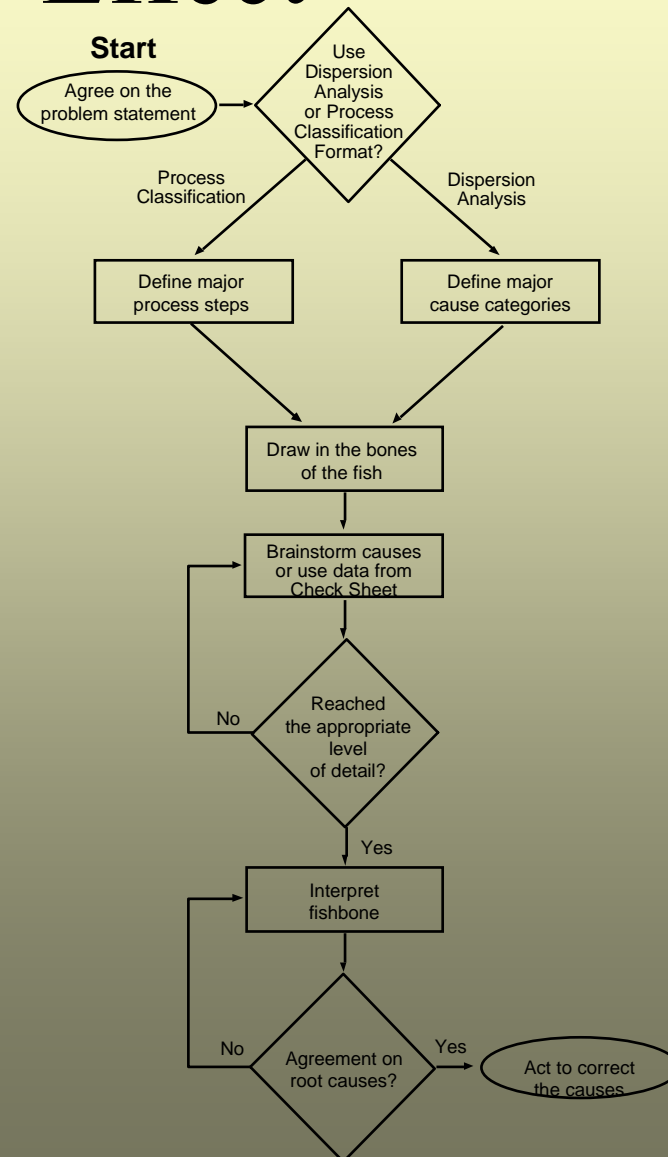 Start
Agree on the
problem statement
Use
Dispersion
Analysis
or Process
Classification
Format?
Process
Classification
Dispersion
Analysis
Define major
process steps
Define major
cause categories
Draw in the bones
of the fish
Brainstorm causes
or use data from
Check Sheet
Reached
the appropriate
level
of detail?
No
Yes
Interpret
fishbone
Agreement on
root causes?
No
Yes
Act to correct
the causes